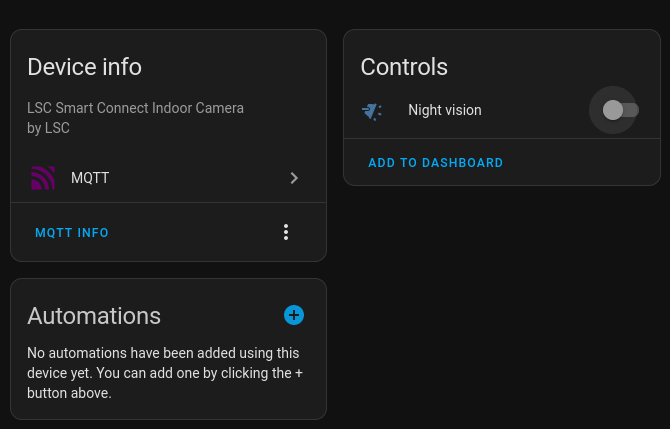 Device info
LSC Smart Connect Indoor Camera
by LSC
MQTT
MQTT INFO
Automations
No automations have been added using this
device yet. You can add one by clicking the +
button above.
Controls
Night vision
ADD TO DASHBOARD